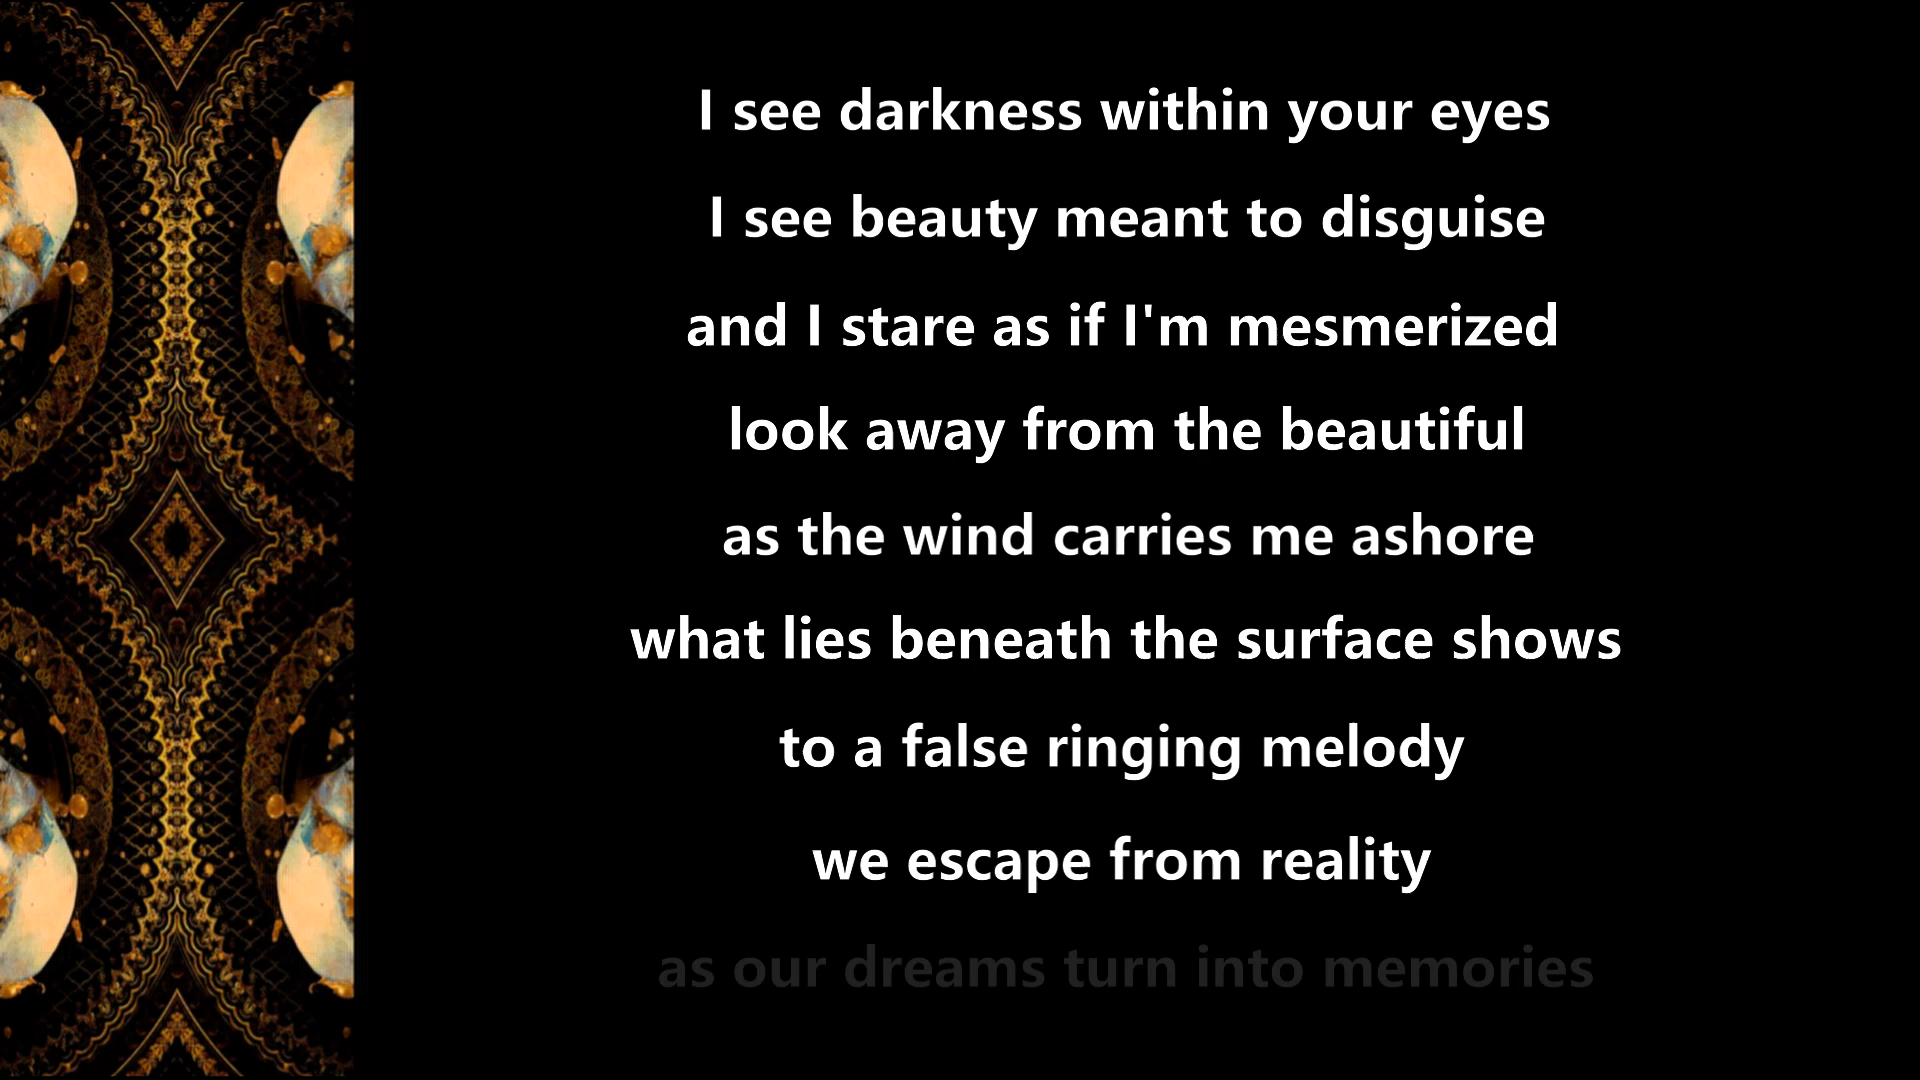 I see darkness within your eyes
I see beauty meant to disguise
and I stare as if I'm mesmerized
look away from the beautiful
as the wind carries me ashore
what lies beneath the surface shows
to a false ringing melody
we escape from reality
as our dreams turn into memories